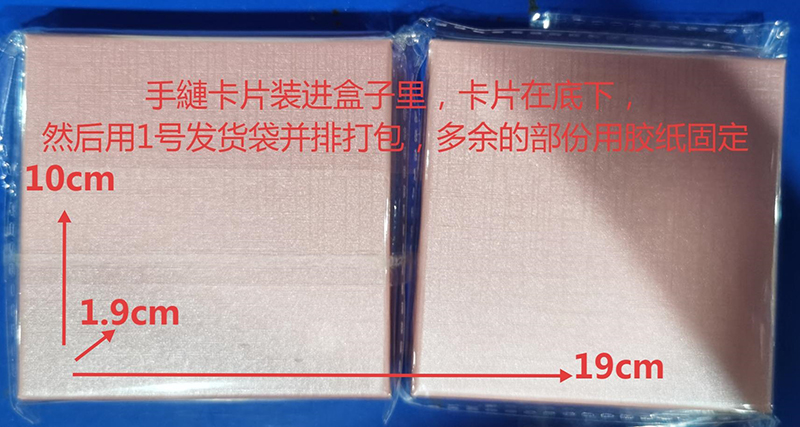 手縺卡片装进盒子里，卡片在底下，
然后用1号发货袋并排打包，多余的部份用胶纸固定
10cm
1.9cm
19cm